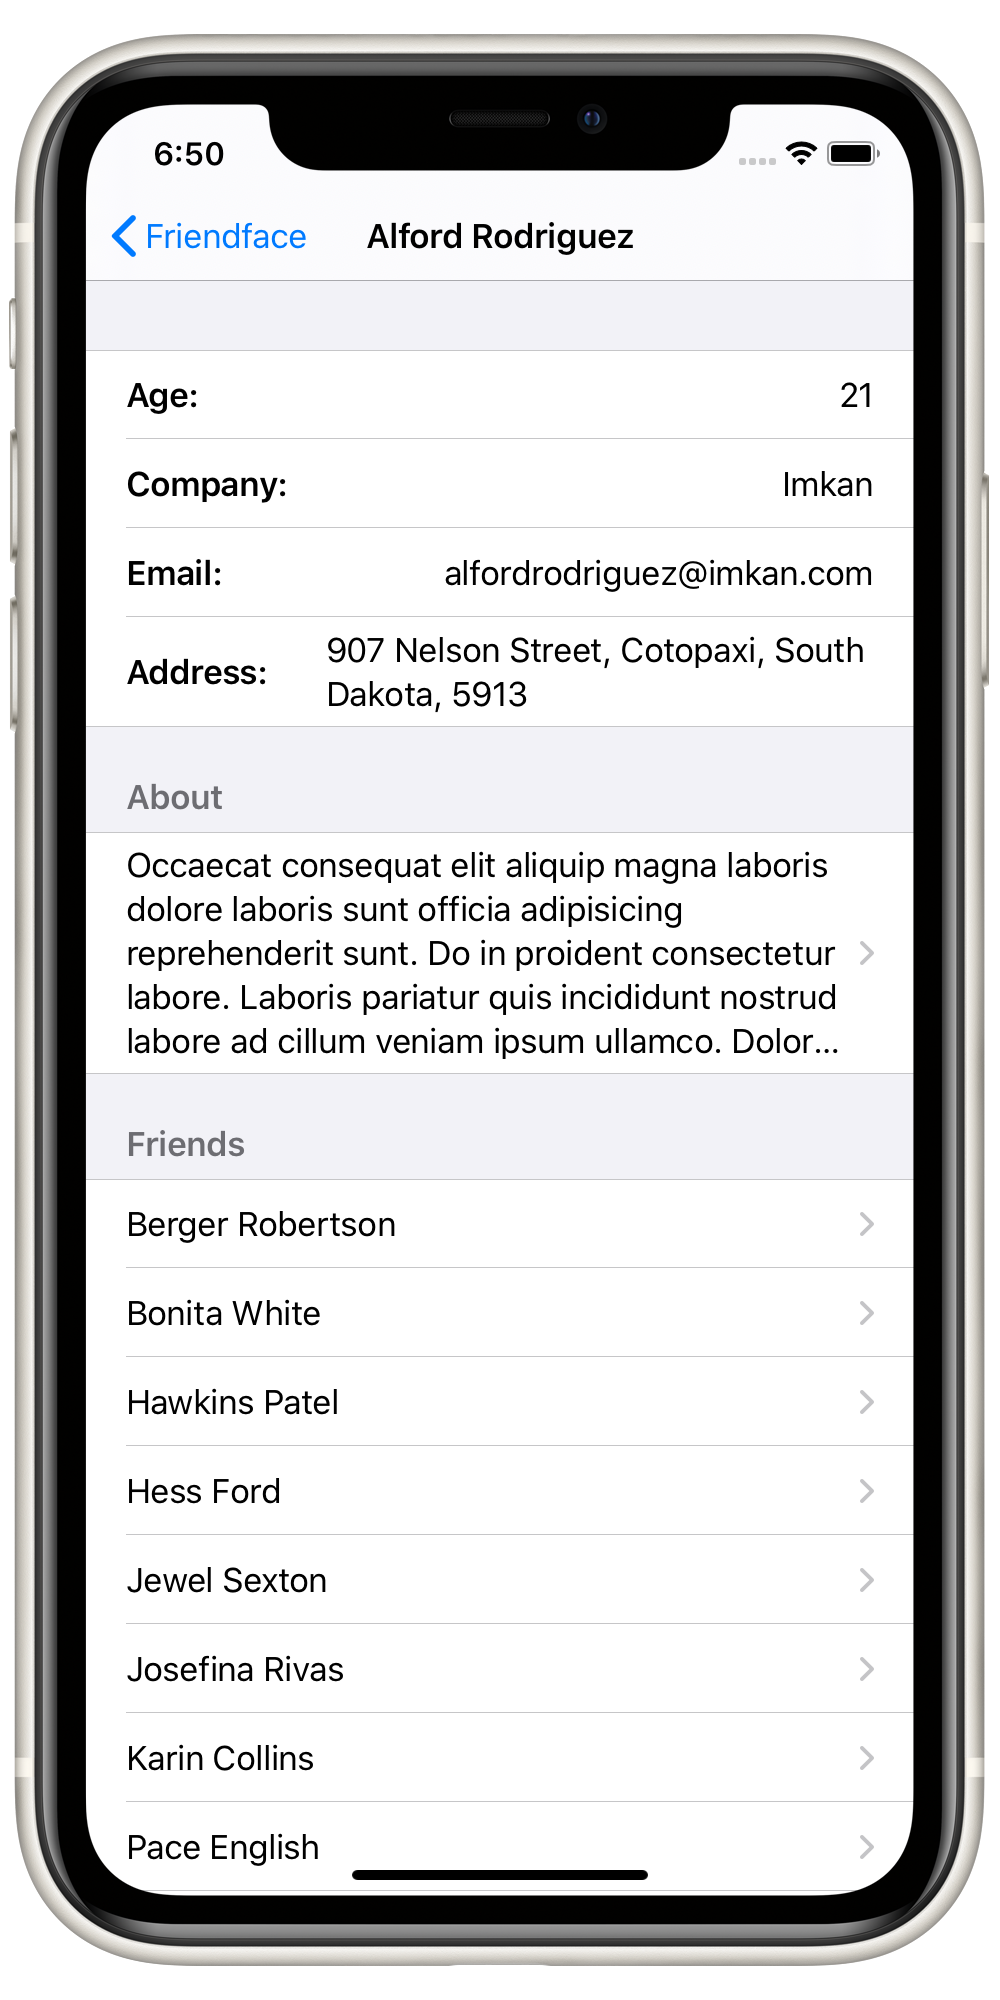 6:50
Friendface
Alford Rodriguez
Age:
21
Company:
Imkan
Email:
alfordrodriguez@imkan.com
Address:
907 Nelson Street, Cotopaxi, South
Dakota, 5913
About
Occaecat consequat elit aliquip magna laboris
dolore laboris sunt officia adipisicing
reprehenderit sunt. Do in proident consectetur
labore. Laboris pariatur quis incididunt nostrud
labore ad cillum veniam ipsum ullamco. Dolor...
Friends
Berger Robertson
Bonita White
Hawkins Patel
Hess Ford
Jewel Sexton
Josefina Rivas
Karin Collins
Pace English